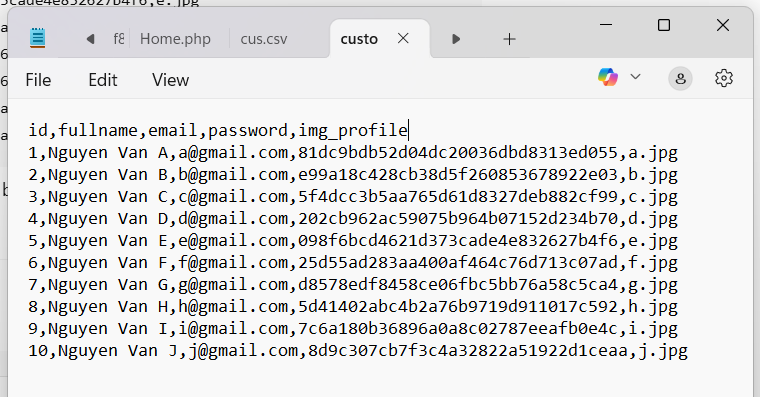 5cade4e832627b4f6,e.jpg
f8 Home.php cus.csv custo
File Edit View
id,fullname,email,password,img_profile
1,Nguyen Van A,a@gmail.com,81dc9bdb52d04dc20036dbd8313ed055,a.jpg
2,Nguyen Van B,b@gmail.com,e99a18c428cb38d5f260853678922e03,b.jpg
3,Nguyen Van C,c@gmail.com,5f4dcc3b5aa765d61d8327deb882cf99,c.jpg
4,Nguyen Van D,d@gmail.com,202cb962ac59075b964b07152d234b70,d.jpg
5,Nguyen Van E,e@gmail.com,098f6bcd4621d373cade4e832627b4f6,e.jpg
6,Nguyen Van F,f@gmail.com,25d55ad283aa400af464c76d713c07ad,f.jpg
7,Nguyen Van G,g@gmail.com,d8578edf8458ce06fbc5bb76a58c5ca4,g.jpg
8,Nguyen Van H,h@gmail.com,5d41402abc4b2a76b9719d911017c592,h.jpg
9,Nguyen Van I,i@gmail.com,7c6a180b36896a0a8c02787eeafb0e4c,i.jpg
10,Nguyen Van J,j@gmail.com,8d9c307cb7f3c4a32822a51922d1ceaa,j.jpg